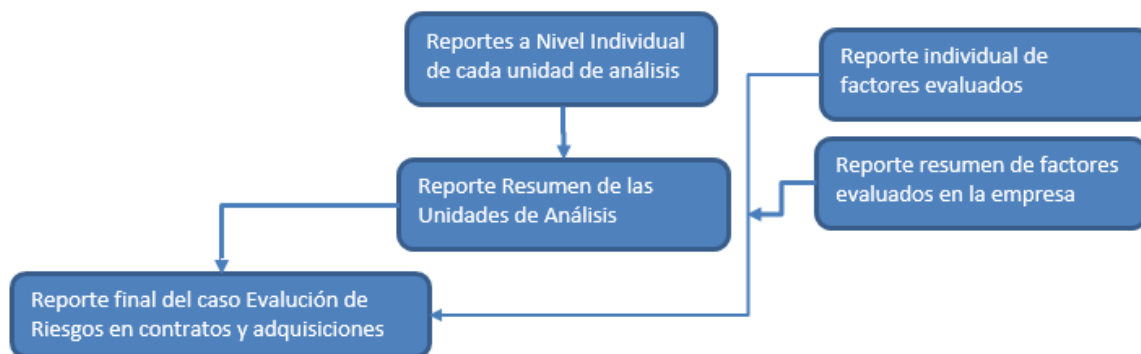 Reportes a Nivel Individual
de cada unidad de análisis
Reporte individual de
factores evaluados
Reporte resumen de factores
evaluados en la empresa
Reporte Resumen de las
Unidades de Análisis
Reporte final del caso Evalución de
Riesgos en contratos y adquisiciones